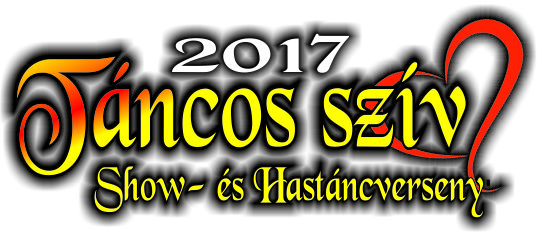 2017
Táncos szív
Show- és Hastáncverseny